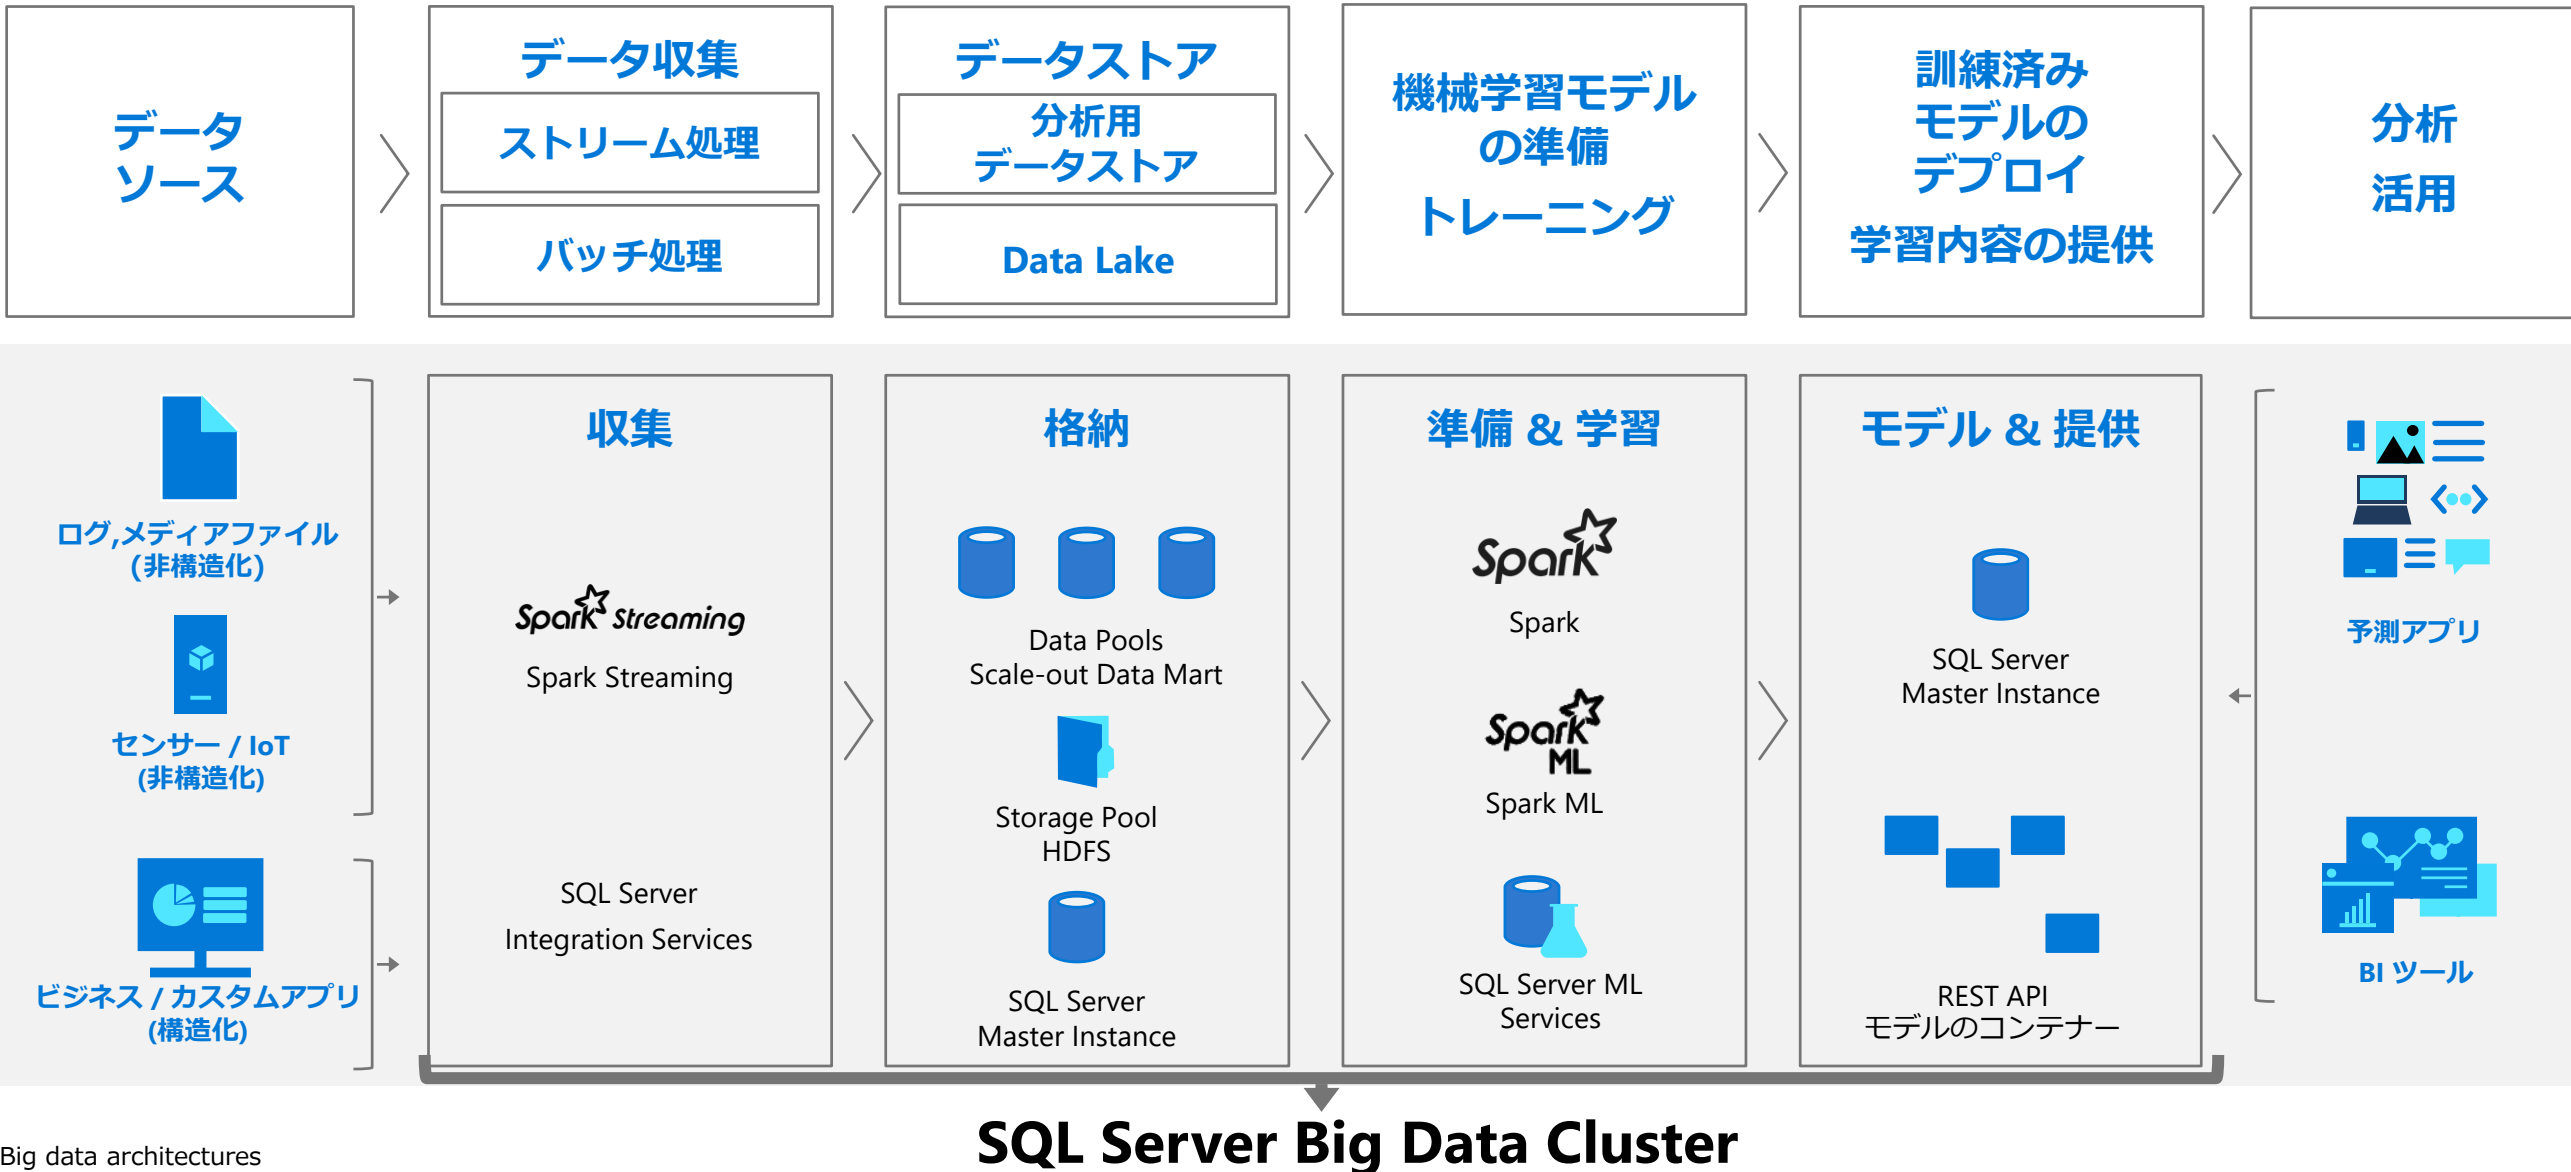 データ
ソース
データ収集
ストリーム処理
バッチ処理
データストア
分析用
データストア
Data Lake
機械学習モデル
の準備
トレーニング
訓練済み
モデルの
デプロイ
学習内容の提供
分析
活用
ログ,メディアファイル
(非構造化)
センサー / IoT
(非構造化)
ビジネス / カスタムアプリ
(構造化)
収集
Spark Streaming
Spark Streaming
SQL Server
Integration Services
格納
Data Pools
Scale-out Data Mart
Storage Pool
HDFS
SQL Server
Master Instance
準備 & 学習
Spark
Spark
Spark
ML
Spark ML
SQL Server ML
Services
モデル & 提供
SQL Server
Master Instance
REST API
モデルのコンテナー
予測アプリ
BI ツール
SQL Server Big Data Cluster
Big data architectures